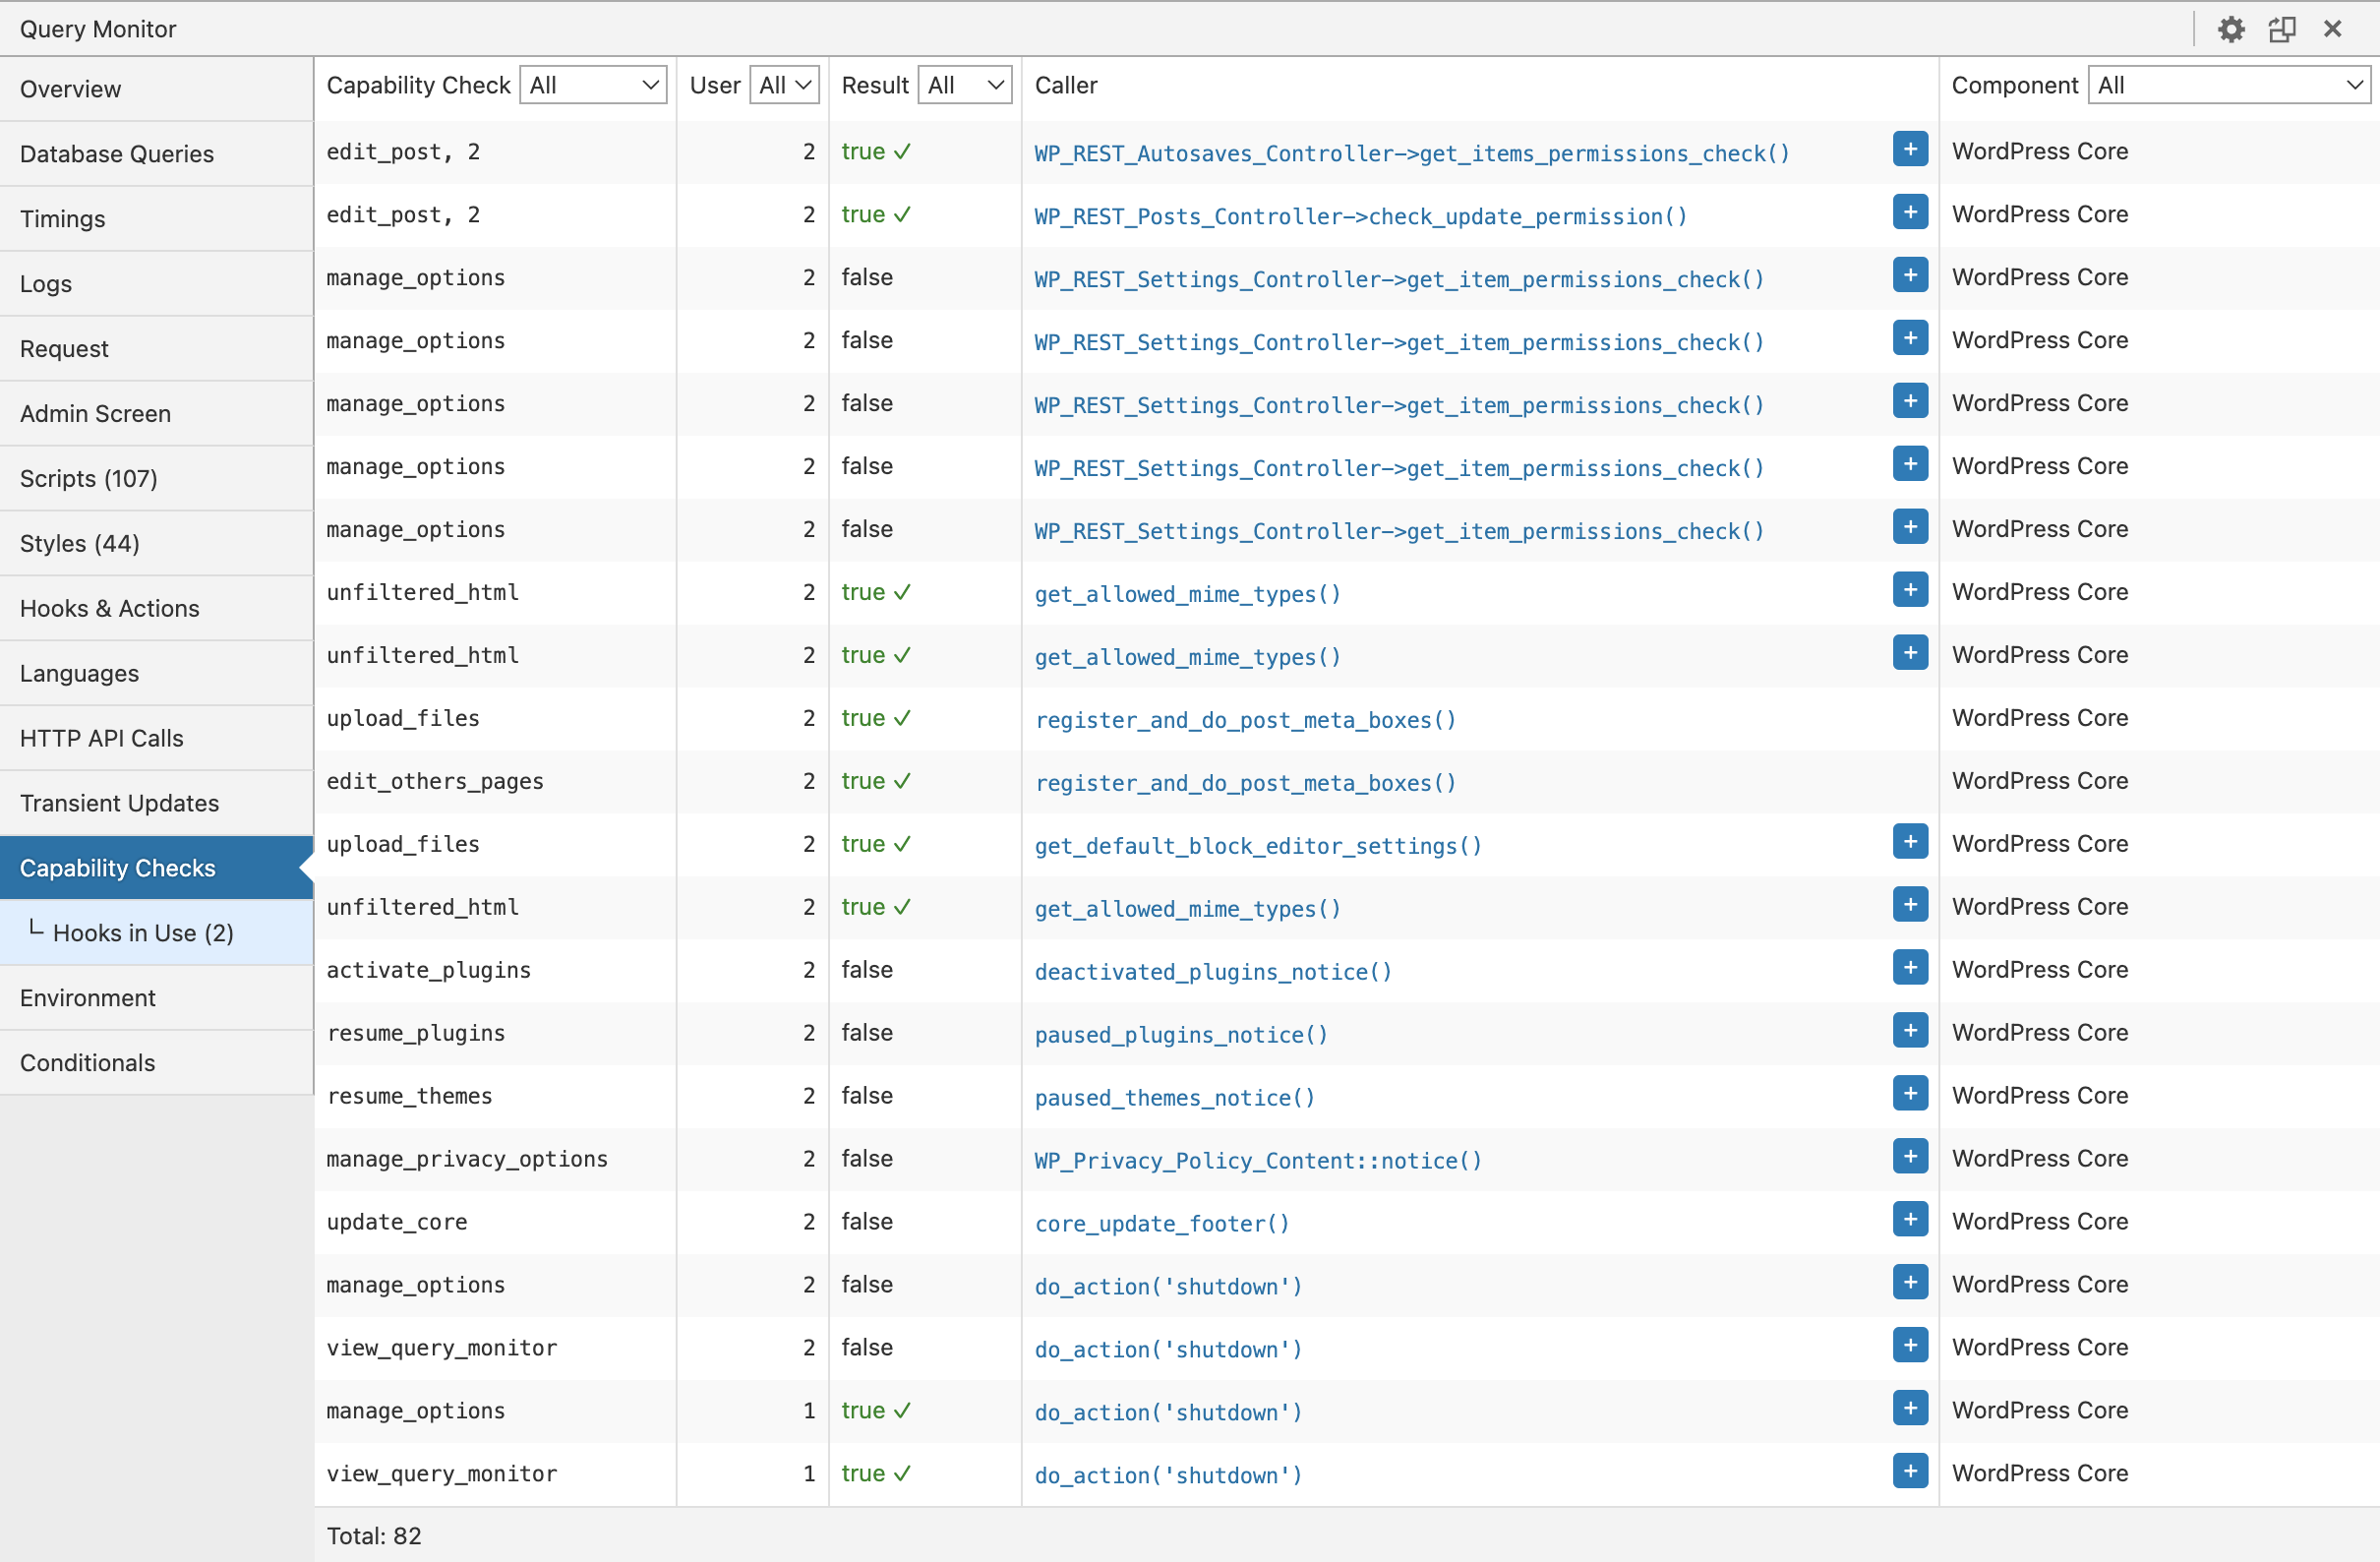 Query Monitor
Overview
Database Queries
Timings
Logs
Request
Admin Screen
Scripts (107)
Styles (44)
Hooks & Actions
Languages
HTTP API Calls
Transient Updates
Capability Checks
Hooks in Use (2)
Environment
Conditionals
Capability Check All User All Result All Caller Component All
edit_post, 2 2 true ✓ WP_REST_Autosaves_Controller->get_items_permissions_check() + WordPress Core
edit_post, 2 2 true ✓ WP_REST_Posts_Controller->check_update_permission() + WordPress Core
manage_options 2 false WP_REST_Settings_Controller->get_item_permissions_check() + WordPress Core
manage_options 2 false WP_REST_Settings_Controller->get_item_permissions_check() + WordPress Core
manage_options 2 false WP_REST_Settings_Controller->get_item_permissions_check() + WordPress Core
manage_options 2 false WP_REST_Settings_Controller->get_item_permissions_check() + WordPress Core
manage_options 2 false WP_REST_Settings_Controller->get_item_permissions_check() + WordPress Core
unfiltered_html 2 true ✓ get_allowed_mime_types() + WordPress Core
unfiltered_html 2 true ✓ get_allowed_mime_types() + WordPress Core
upload_files 2 true ✓ register_and_do_post_meta_boxes() WordPress Core
edit_others_pages 2 true ✓ register_and_do_post_meta_boxes() WordPress Core
upload_files 2 true ✓ get_default_block_editor_settings() + WordPress Core
unfiltered_html 2 true ✓ get_allowed_mime_types() + WordPress Core
activate_plugins 2 false deactivated_plugins_notice() + WordPress Core
resume_plugins 2 false paused_plugins_notice() + WordPress Core
resume_themes 2 false paused_themes_notice() + WordPress Core
manage_privacy_options 2 false WP_Privacy_Policy_Content::notice() + WordPress Core
update_core 2 false core_update_footer() + WordPress Core
manage_options 2 false do_action('shutdown') + WordPress Core
view_query_monitor 2 false do_action('shutdown') + WordPress Core
manage_options 1 true ✓ do_action('shutdown') + WordPress Core
view_query_monitor 1 true ✓ do_action('shutdown') + WordPress Core
Total: 82